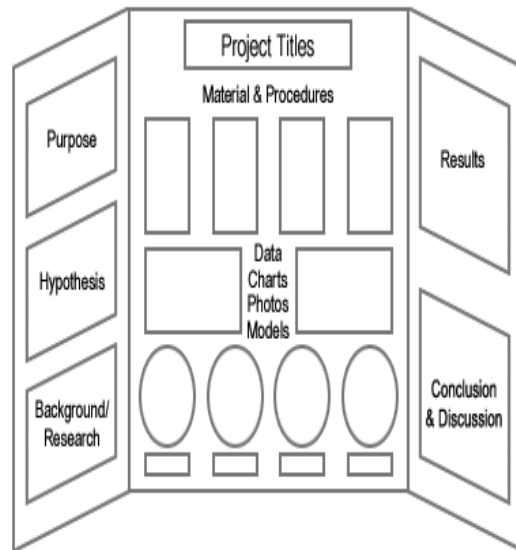 Project Titles
Material & Procedures
Purpose
Hypothesis
Background/
Research
Data
Charts
Photos
Models
Results
Conclusion
& Discussion